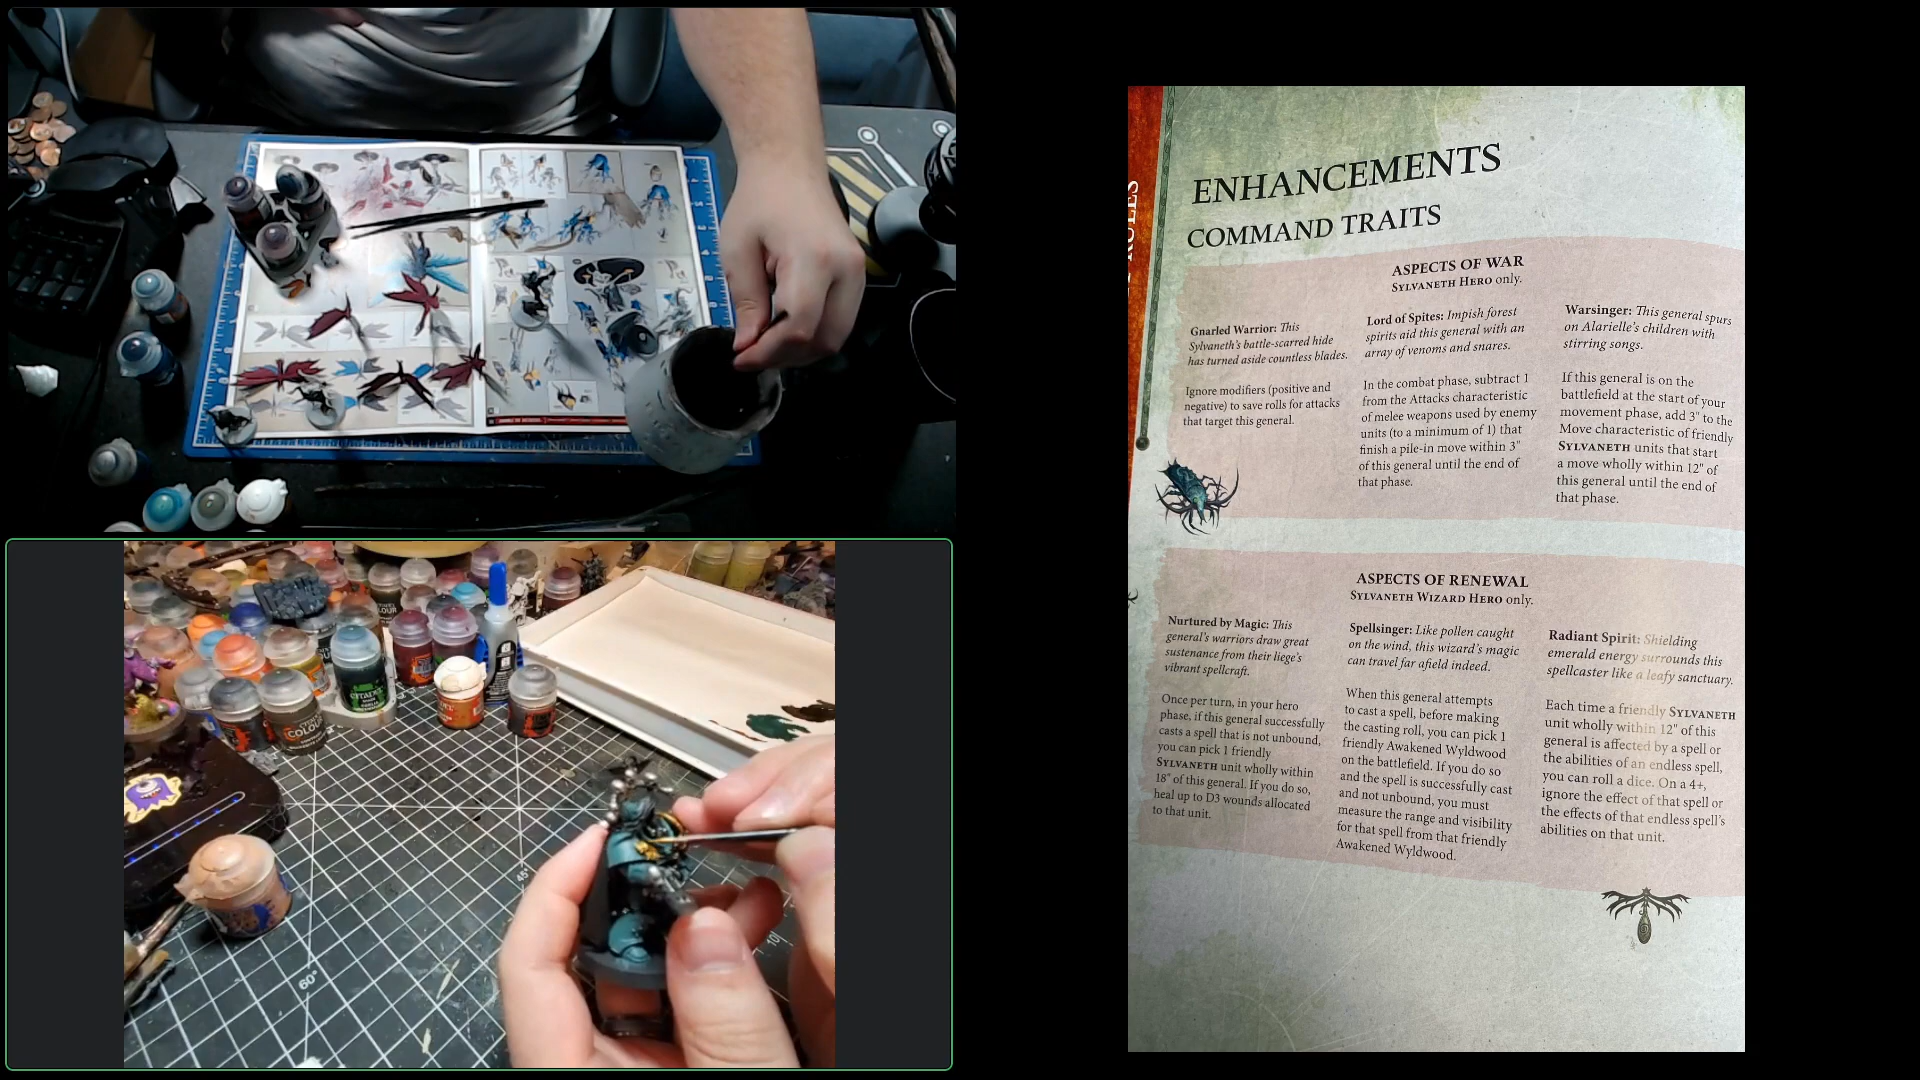 CITADEL
COLOUR
45°
60°
10
RULES
ENHANCEMENTS
COMMAND TRAITS
ASPECTS OF WAR
SYLVANETH HERO only.
Gnarled Warrior: This
Sylvaneth's battle-scarred hide
has turned aside countless blades.
Ignore modifiers (positive and
negative) to save rolls for attacks
that target this general.
Lord of Spites: Impish forest
spirits aid this general with an
array of venoms and snares.
In the combat phase, subtract 1
from the Attacks characteristic
of melee weapons used by enemy
units (to a minimum of 1) that
finish a pile-in move within 3"
of this general until the end of
that phase.
Warsinger: This general spurs
on Alarielle's children with
stirring songs.
If this general is on the
battlefield at the start of your
movement phase, add 3" to the
Move characteristic of friendly
SYLVANETH units that start
a move wholly within 12" of
this general until the end of
that phase.
ASPECTS OF RENEWAL
SYLVANETH WIZARD HERO only.
Nurtured by Magic: This
general's warriors draw great
sustenance from their liege's
vibrant spellcraft.
Once per turn, in your hero
phase, if this general successfully
casts a spell that is not unbound,
you can pick 1 friendly
SYLVANETH unit wholly within
18" of this general. If you do so,
heal up to D3 wounds allocated
to that unit.
Spellsinger: Like pollen caught
on the wind, this wizard's magic
can travel far afield indeed.
When this general attempts
to cast a spell, before making
the casting roll, you can pick 1
friendly Awakened Wyldwood
on the battlefield. If you do so
and the spell is successfully cast
and not unbound, you must
measure the range and visibility
for that spell from that friendly
Awakened Wyldwood.
Radiant Spirit: Shielding
emerald energy surrounds this
spellcaster like a leafy sanctuary.
Each time a friendly SYLVANETH
unit wholly within 12" of this
general is affected by a spell or
the abilities of an endless spell,
you can roll a dice. On a 4+,
ignore the effect of that spell or
the effects of that endless spell's
abilities on that unit.